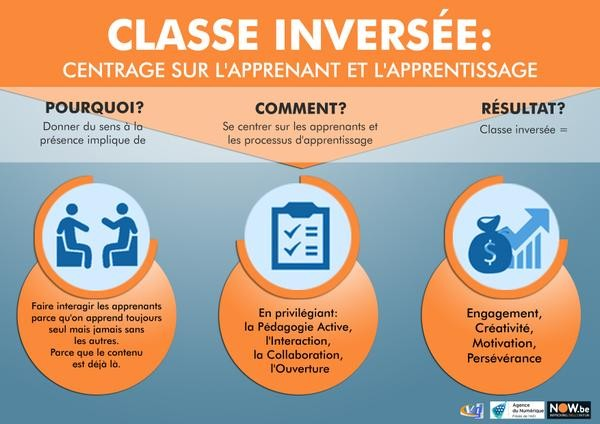 CLASSE INVERSÉE:
CENTRAGE SUR L'APPRENANT ET L'APPRENTISSAGE
POURQUOI?
Donner du sens à la
présence implique de
COMMENT?
Se centrer sur les apprenants et
les processus d'apprentissage
RÉSULTAT?
Classe inversée =
$
Faire interagir les apprenants
parce qu'on apprend toujours
seul mais jamais sans
les autres.
Parce que le contenu
est déjà là.
En privilégiant:
la Pédagogie Active,
l'Interaction,
la Collaboration,
l'Ouverture
Engagement,
Créativité,
Motivation,
Persévérance
Agence
du Numérique
NOW.be